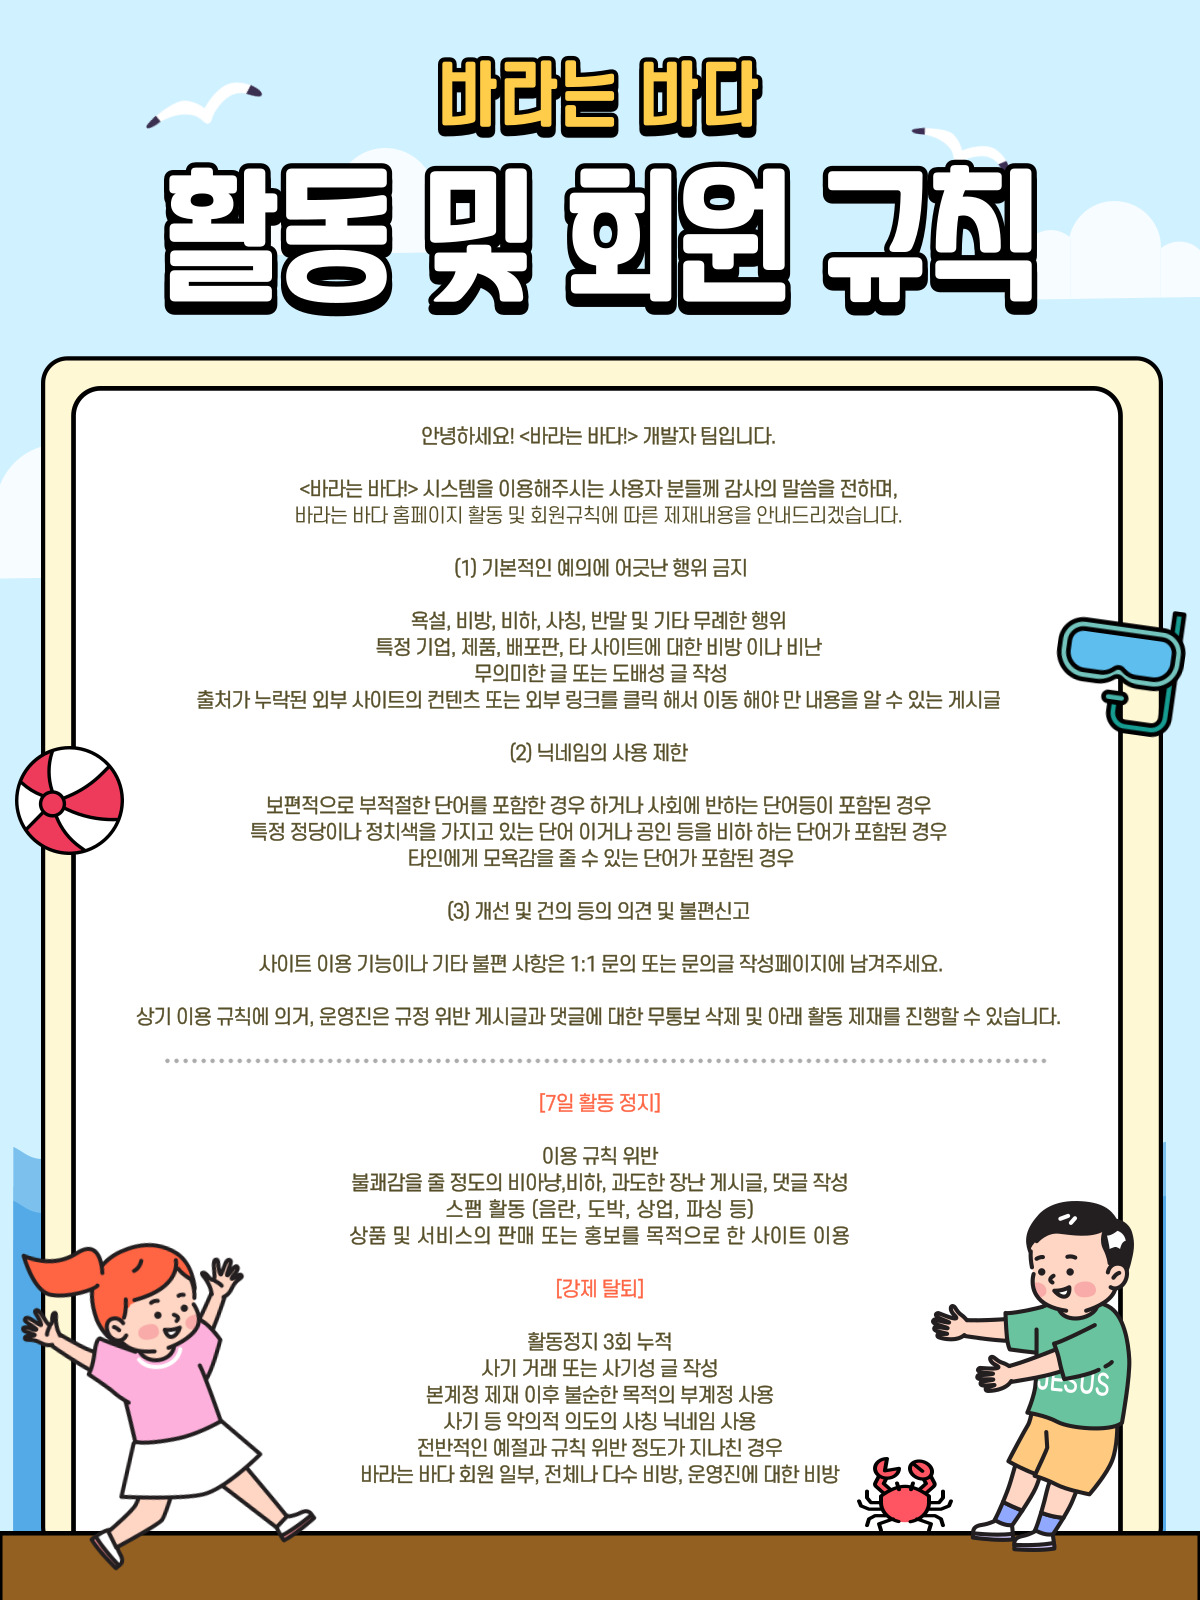 바라는 바다
활동 및 회원 규칙
안녕하세요! <바라는 바다!> 개발자 팀입니다.
<바라는 바다!> 시스템을 이용해주시는 사용자 분들께 감사의 말씀을 전하며,
바라는 바다 홈페이지 활동 및 회원규칙에 따른 제재내용을 안내드리겠습니다.
(1) 기본적인 예의에 어긋난 행위 금지
욕설, 비방, 비하, 사칭, 반말 및 기타 무례한 행위
특정 기업, 제품, 배포판, 타 사이트에 대한 비방 이나 비난
무의미한 글 또는 도배성 글 작성
출처가 누락된 외부 사이트의 컨텐츠 또는 외부 링크를 클릭 해서 이동 해야 만 내용을 알 수 있는 게시글
(2) 닉네임의 사용 제한
보편적으로 부적절한 단어를 포함한 경우 하거나 사회에 반하는 단어등이 포함된 경우
특정 정당이나 정치색을 가지고 있는 단어 이거나 공인 등을 비하 하는 단어가 포함된 경우
타인에게 모욕감을 줄 수 있는 단어가 포함된 경우
(3) 개선 및 건의 등의 의견 및 불편신고
사이트 이용 기능이나 기타 불편 사항은 1:1 문의 또는 문의글 작성페이지에 남겨주세요.
상기 이용 규칙에 의거, 운영진은 규정 위반 게시글과 댓글에 대한 무통보 삭제 및 아래 활동 제재를 진행할 수 있습니다.
[7일 활동 정지]
이용 규칙 위반
불쾌감을 줄 정도의 비아냥,비하, 과도한 장난 게시글, 댓글 작성
스팸 활동 (음란, 도박, 상업, 파싱 등)
상품 및 서비스의 판매 또는 홍보를 목적으로 한 사이트 이용
[강제 탈퇴]
활동정지 3회 누적
사기 거래 또는 사기성 글 작성
본계정 제재 이후 불순한 목적의 부계정 사용
사기 등 악의적 의도의 사칭 닉네임 사용
전반적인 예절과 규칙 위반 정도가 지나친 경우
바라는 바다 회원 일부, 전체나 다수 비방, 운영진에 대한 비방
JESUS